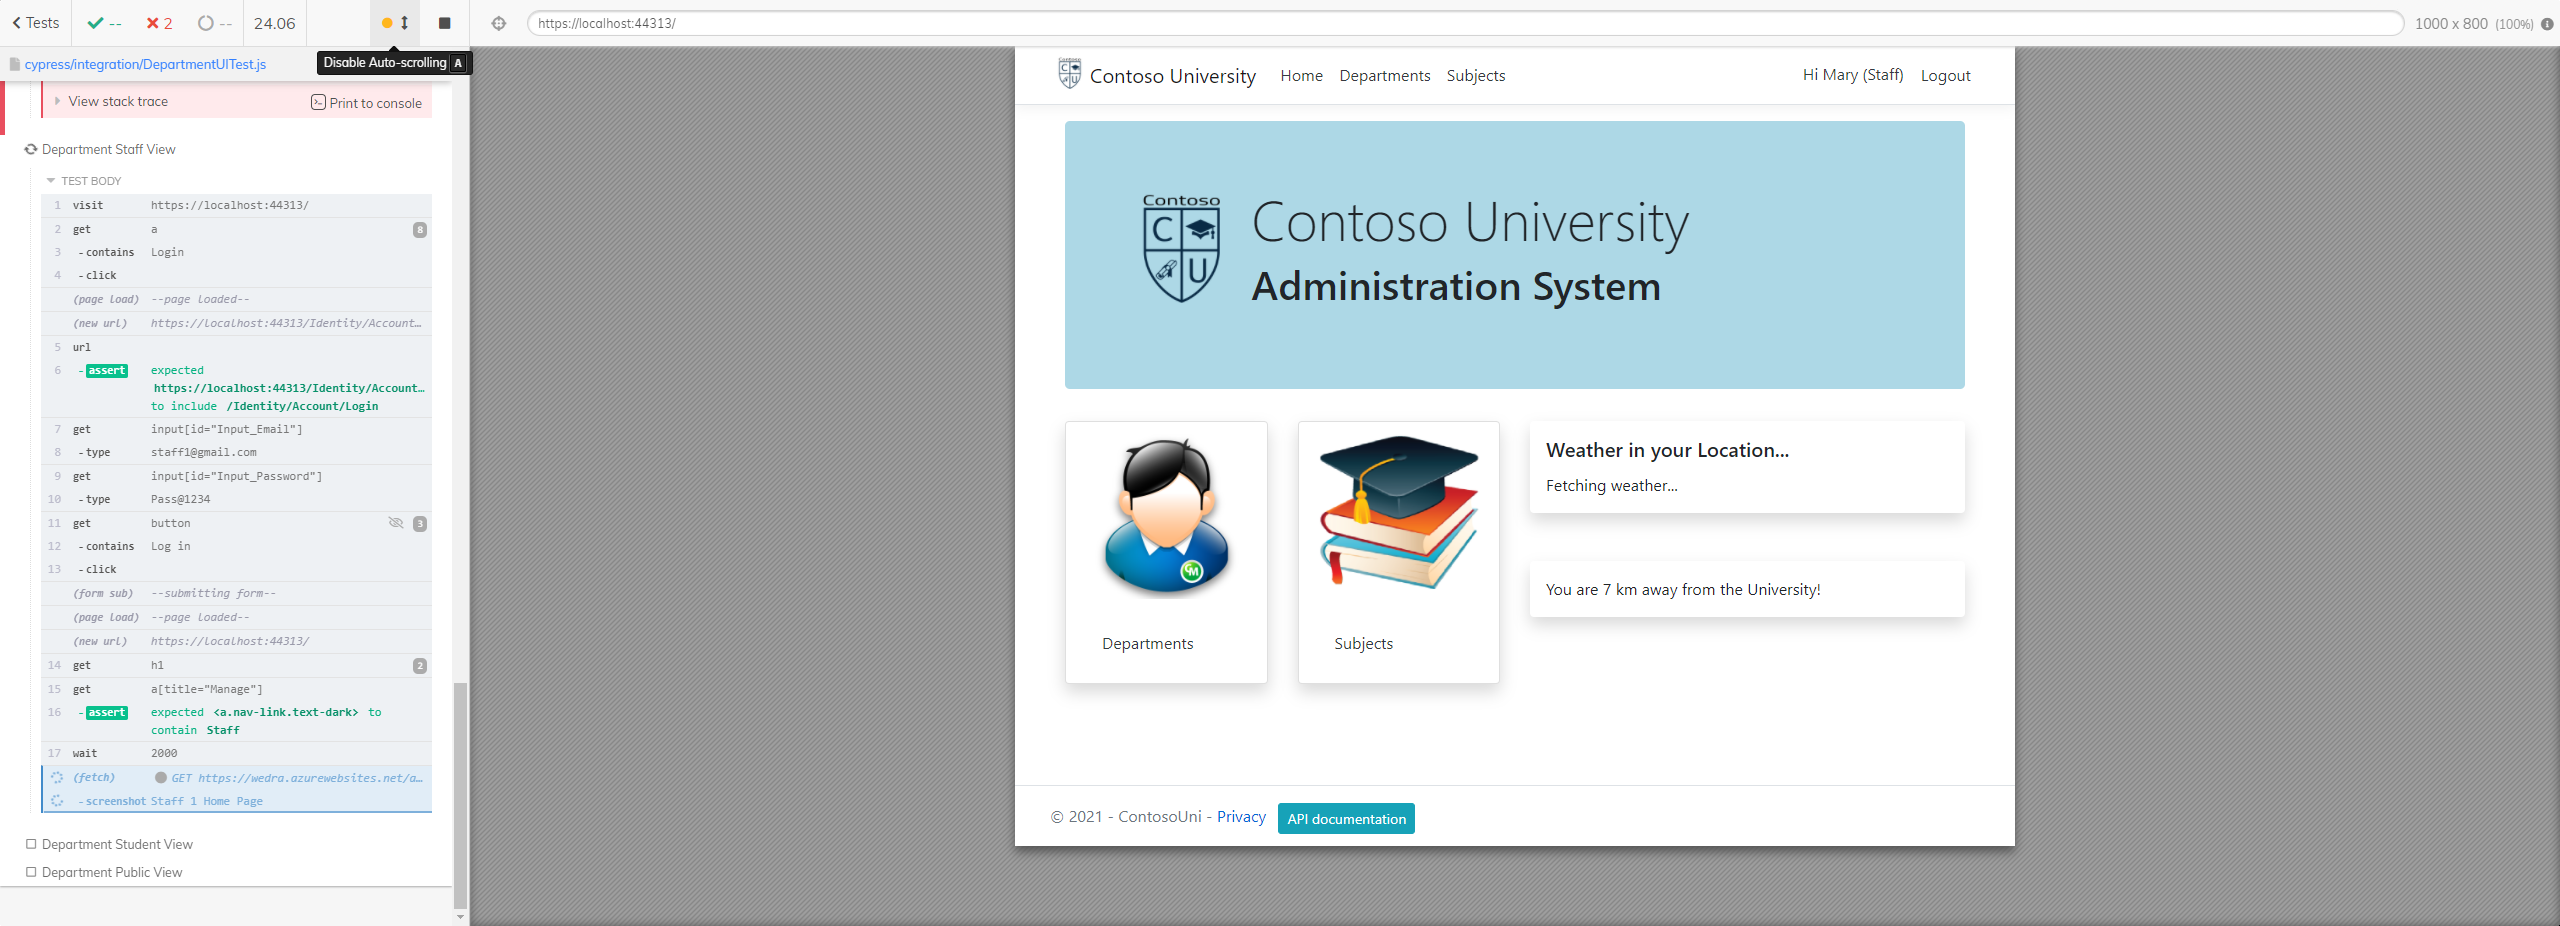 Tests
--
2
--
24.06
https://localhost:44313/
1000 x 800 (100%)
cypress/integration/DepartmentUITest.js
Disable Auto-scrolling A
View stack trace
Print to console
Department Staff View
TEST BODY
1 visit https://localhost:44313/
2 get a 8
3 -contains Login
4 -click
(page load) --page loaded--
(new url) https://localhost:44313/Identity/Account…
5 url
6 -assert expected
https://localhost:44313/Identity/Account…
to include /Identity/Account/Login
7 get input[id="Input_Email"]
8 -type staff1@gmail.com
9 get input[id="Input_Password"]
10 -type Pass@1234
11 get button 3
12 -contains Log in
13 -click
(form sub) --submitting form--
(page load) --page loaded--
(new url) https://localhost:44313/
14 get h1 2
15 get a[title="Manage"]
16 -assert expected <a.nav-link.text-dark> to
contain Staff
17 wait 2000
(fetch) GET https://wedra.azurewebsites.net/a…
-screenshot Staff 1 Home Page
Department Student View
Department Public View
Contoso University Home Departments Subjects
Hi Mary (Staff) Logout
Contoso
C
U
Contoso University
Administration System
CM
Departments
Subjects
Weather in your Location...
Fetching weather...
You are 7 km away from the University!
© 2021 - ContosoUni - Privacy API documentation